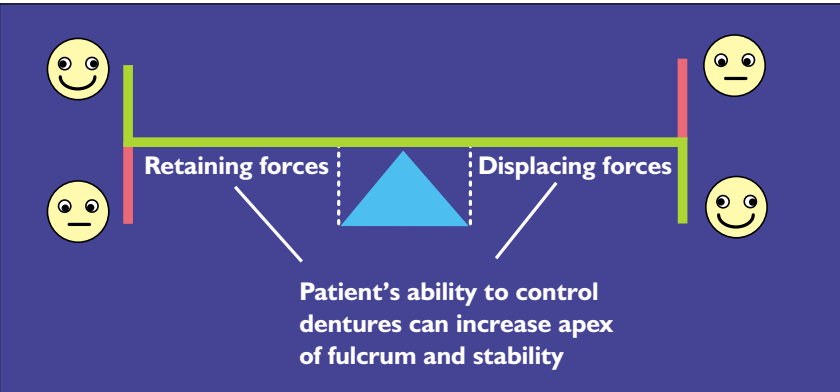 Retaining forces
Displacing forces
Patient’s ability to control
dentures can increase apex
of fulcrum and stability